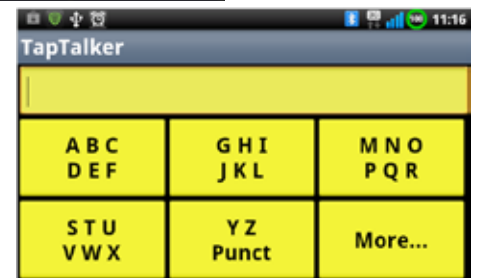 11:16
TapTalker
A B C
D E F
G H I
J K L
M N O
P Q R
S T U
V W X
Y Z
Punct
More...